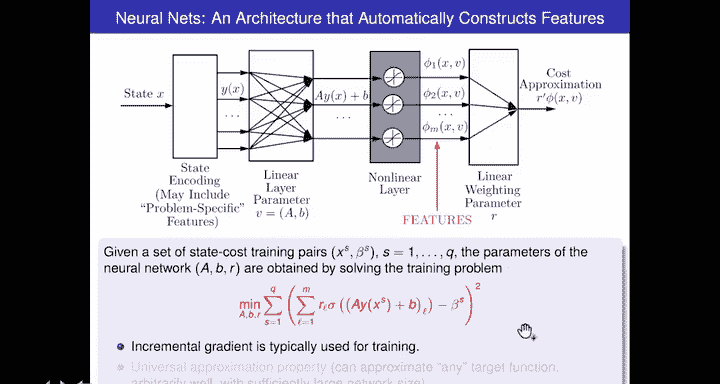 Neural Nets: An Architecture that Automatically Constructs Features
State x
y(x)
...
Ay(x) + b
...
ϕ1(x, v)
ϕ2(x, v)
...
ϕm(x, v)
Cost
Approximation
r′ϕ(x, v)
State
Encoding
(May Include
“Problem-Specific”
Features)
Linear
Layer
Parameter
v = (A, b)
Nonlinear
Layer
FEATURES
Linear
Weighting
Parameter
r
Given a set of state-cost training pairs (x^s, β^s), s = 1, . . . , q, the parameters of the
neural network (A, b, r) are obtained by solving the training problem
min_{A,b,r} ∑_{s=1}^{q} ( ∑_{ℓ=1}^{m} r_ℓ σ ((Ay(x^s) + b)_ℓ) − β^s )^2
Incremental gradient is typically used for training.
Universal approximation property (can approximate “any” target function,
arbitrarily well, with sufficiently large network size)